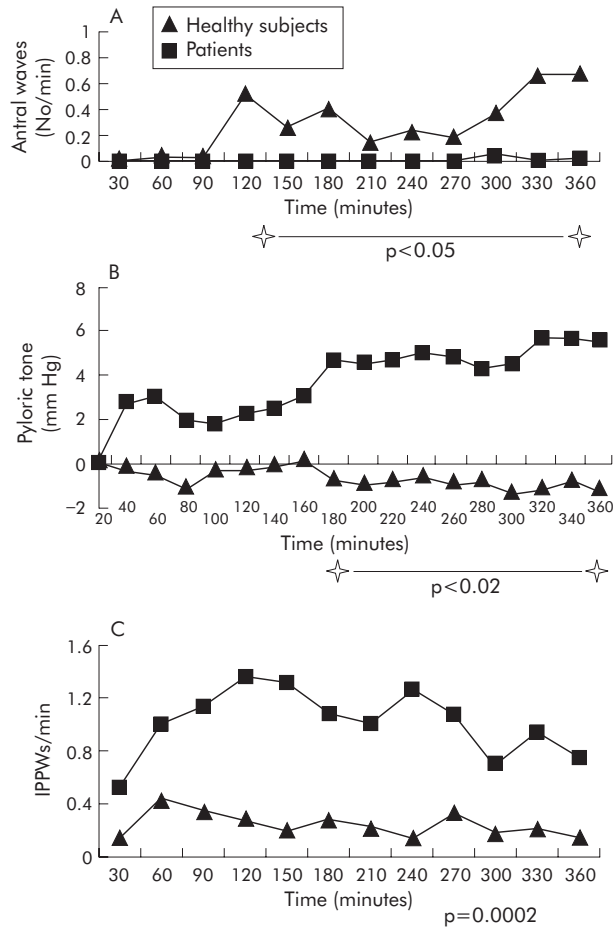 A
Healthy subjects
Patients
Antral waves
(No/min)
1
0.8
0.6
0.4
0.2
0
30 60 90 120 150 180 210 240 270 300 330 360
Time (minutes)
p<0.05
B
Pyloric tone
(mm Hg)
8
6
4
2
0
−2
20 40 60 80 100 120 140 160 180 200 220 240 260 280 300 320 340 360
Time (minutes)
p<0.02
C
IPPWs/min
1.6
1.2
0.8
0.4
0
30 60 90 120 150 180 210 240 270 300 330 360
Time (minutes)
p=0.0002